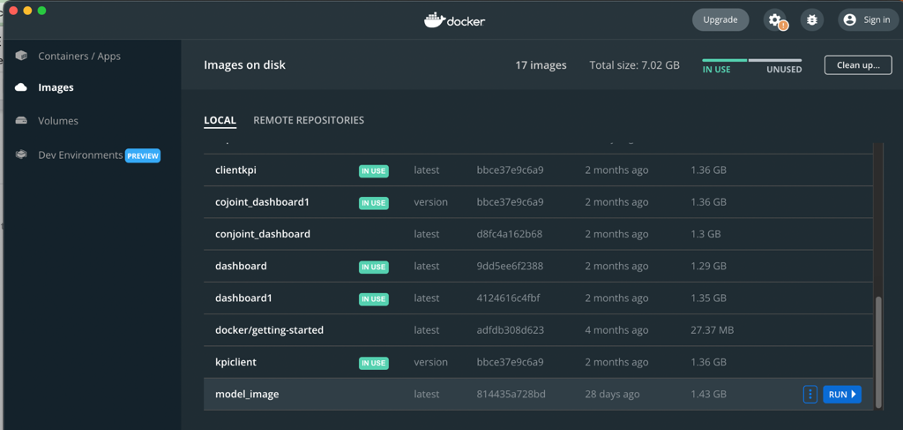 docker
Upgrade
Sign in
Containers / Apps
Images
Volumes
Dev Environments PREVIEW
Images on disk
17 images
Total size: 7.02 GB
IN USE
UNUSED
Clean up...
LOCAL
REMOTE REPOSITORIES
clientkpi IN USE latest bbce37e9c6a9 2 months ago 1.36 GB
cojoint_dashboard1 IN USE version bbce37e9c6a9 2 months ago 1.36 GB
conjoint_dashboard latest d8fc4a162b68 2 months ago 1.3 GB
dashboard IN USE latest 9dd5ee6f2388 2 months ago 1.29 GB
dashboard1 IN USE latest 4124616c4fbf 2 months ago 1.35 GB
docker/getting-started latest adfdb308d623 4 months ago 27.37 MB
kpiclient IN USE version bbce37e9c6a9 2 months ago 1.36 GB
model_image latest 814435a728bd 28 days ago 1.43 GB RUN